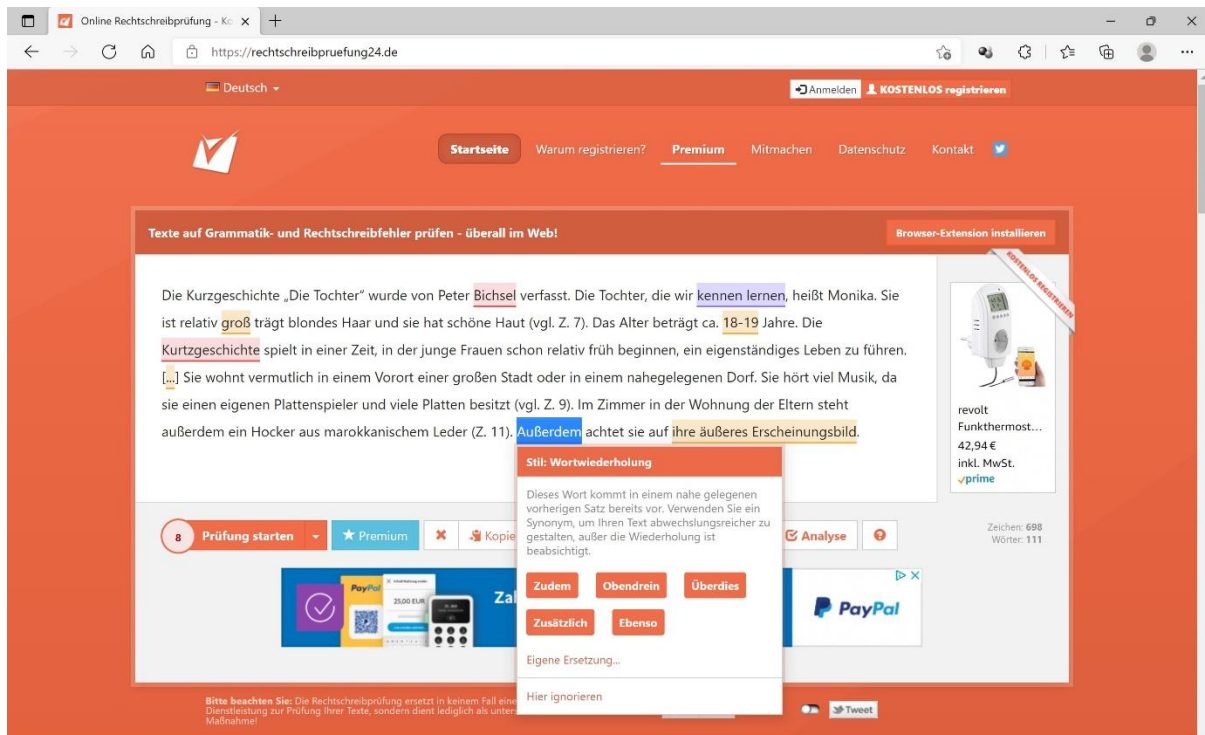 Online Rechtschreibprüfung - Ko
https://rechtschreibpruefung24.de
Deutsch
Anmelden KOSTENLOS registrieren
Startseite Warum registrieren? Premium Mitmachen Datenschutz Kontakt
Texte auf Grammatik- und Rechtschreibfehler prüfen - überall im Web!
Browser-Extension installieren
KOSTENLOS REGISTRIEREN
Die Kurzgeschichte „Die Tochter“ wurde von Peter Bichsel verfasst. Die Tochter, die wir kennen lernen, heißt Monika. Sie
ist relativ groß trägt blondes Haar und sie hat schöne Haut (vgl. Z. 7). Das Alter beträgt ca. 18-19 Jahre. Die
Kurtzgeschichte spielt in einer Zeit, in der junge Frauen schon relativ früh beginnen, ein eigenständiges Leben zu führen.
[...] Sie wohnt vermutlich in einem Vorort einer großen Stadt oder in einem nahegelegenen Dorf. Sie hört viel Musik, da
sie einen eigenen Plattenspieler und viele Platten besitzt (vgl. Z. 9). Im Zimmer in der Wohnung der Eltern steht
außerdem ein Hocker aus marokkanischem Leder (Z. 11). Außerdem achtet sie auf ihre äußeres Erscheinungsbild.
revolt
Funkthermost...
42,94 €
inkl. MwSt.
prime
Stil: Wortwiederholung
Dieses Wort kommt in einem nahe gelegenen
vorherigen Satz bereits vor. Verwenden Sie ein
Synonym, um Ihren Text abwechslungsreicher zu
gestalten, außer die Wiederholung ist
beabsichtigt.
Zudem Obendrein Überdies
Zusätzlich Ebenso
Eigene Ersetzung...
Hier ignorieren
8 Prüfung starten Premium Kopie
Analyse
Zeichen: 698
Wörter: 111
PayPal
25,00 EUR
Zal
PayPal
Bitte beachten Sie: Die Rechtschreibprüfung ersetzt in keinem Fall eine
Dienstleistung zur Prüfung Ihrer Texte, sondern dient lediglich als unters
Maßnahme!
Tweet